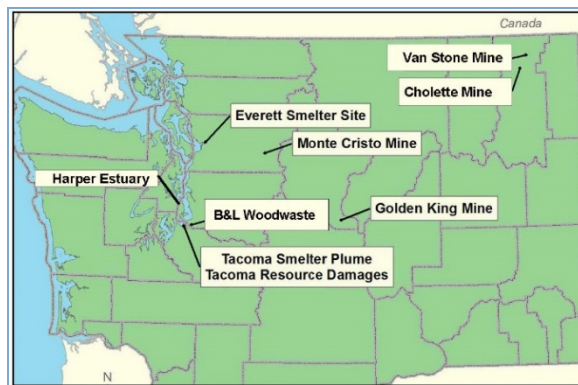 Canada
Van Stone Mine
Cholette Mine
Everett Smelter Site
Monte Cristo Mine
Harper Estuary
B&L Woodwaste
Golden King Mine
Tacoma Smelter Plume
Tacoma Resource Damages
N